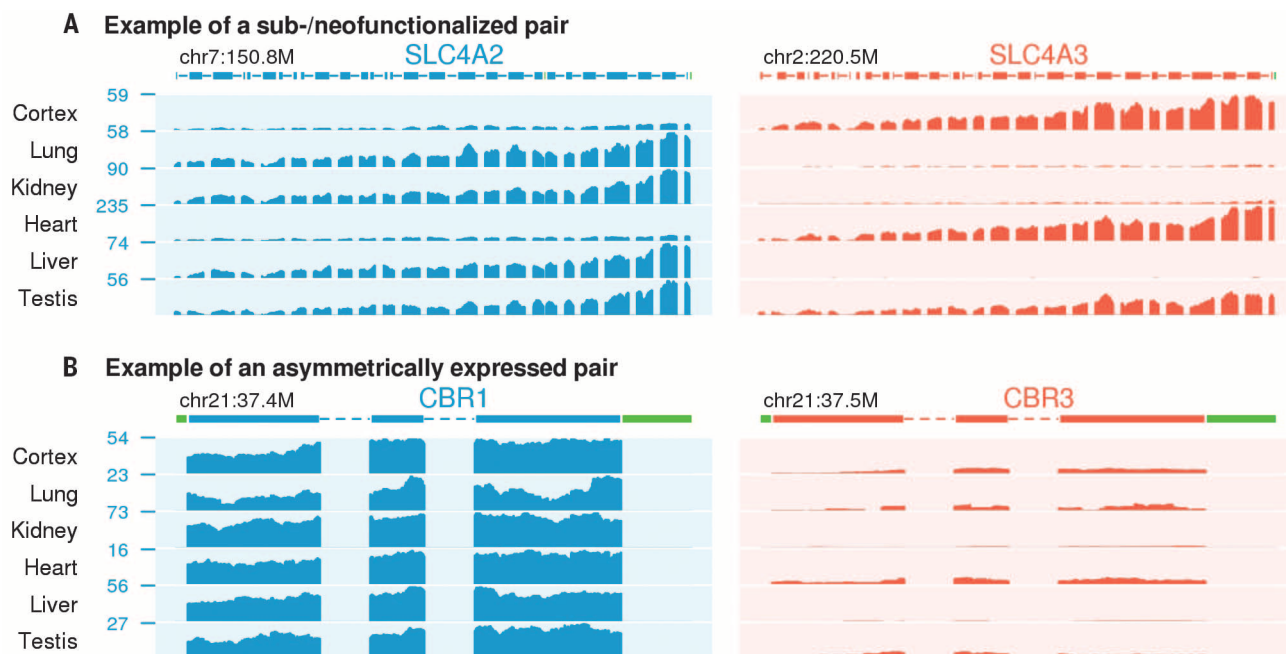 A Example of a sub-/neofunctionalized pair
chr7:150.8M SLC4A2 chr2:220.5M SLC4A3
59
Cortex
58
Lung
90
Kidney
235
Heart
74
Liver
56
Testis
B Example of an asymmetrically expressed pair
chr21:37.4M CBR1 chr21:37.5M CBR3
54
Cortex
23
Lung
73
Kidney
16
Heart
56
Liver
27
Testis